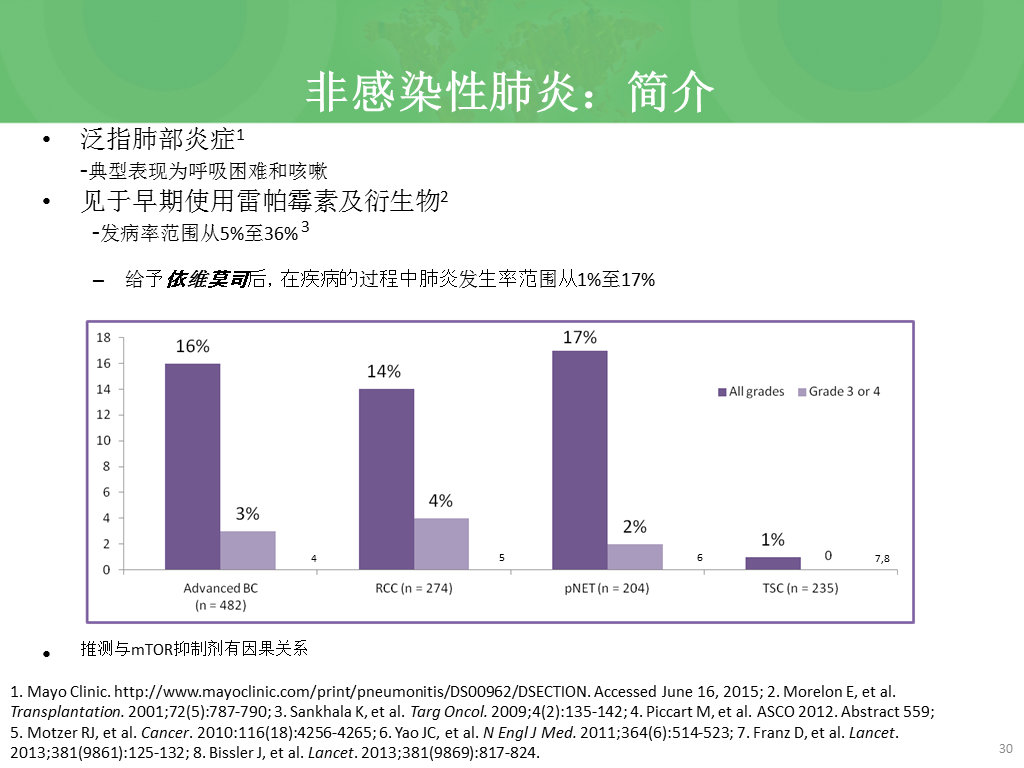 非感染性肺炎：简介
• 泛指肺部炎症1
-典型表现为呼吸困难和咳嗽
• 见于早期使用雷帕霉素及衍生物2
-发病率范围从5%至36% 3
– 给予依维莫司后，在疾病的过程中肺炎发生率范围从1%至17%
18
16
14
12
10
8
6
4
2
0
16%
3%
4
14%
4%
5
17%
2%
6
1%
0
7,8
All grades
Grade 3 or 4
Advanced BC
(n = 482)
RCC (n = 274)
pNET (n = 204)
TSC (n = 235)
• 推测与mTOR抑制剂有因果关系
1. Mayo Clinic. http://www.mayoclinic.com/print/pneumonitis/DS00962/DSECTION. Accessed June 16, 2015; 2. Morelon E, et al.
Transplantation. 2001;72(5):787-790; 3. Sankhala K, et al. Targ Oncol. 2009;4(2):135-142; 4. Piccart M, et al. ASCO 2012. Abstract 559;
5. Motzer RJ, et al. Cancer. 2010:116(18):4256-4265; 6. Yao JC, et al. N Engl J Med. 2011;364(6):514-523; 7. Franz D, et al. Lancet.
2013;381(9861):125-132; 8. Bissler J, et al. Lancet. 2013;381(9869):817-824.
30